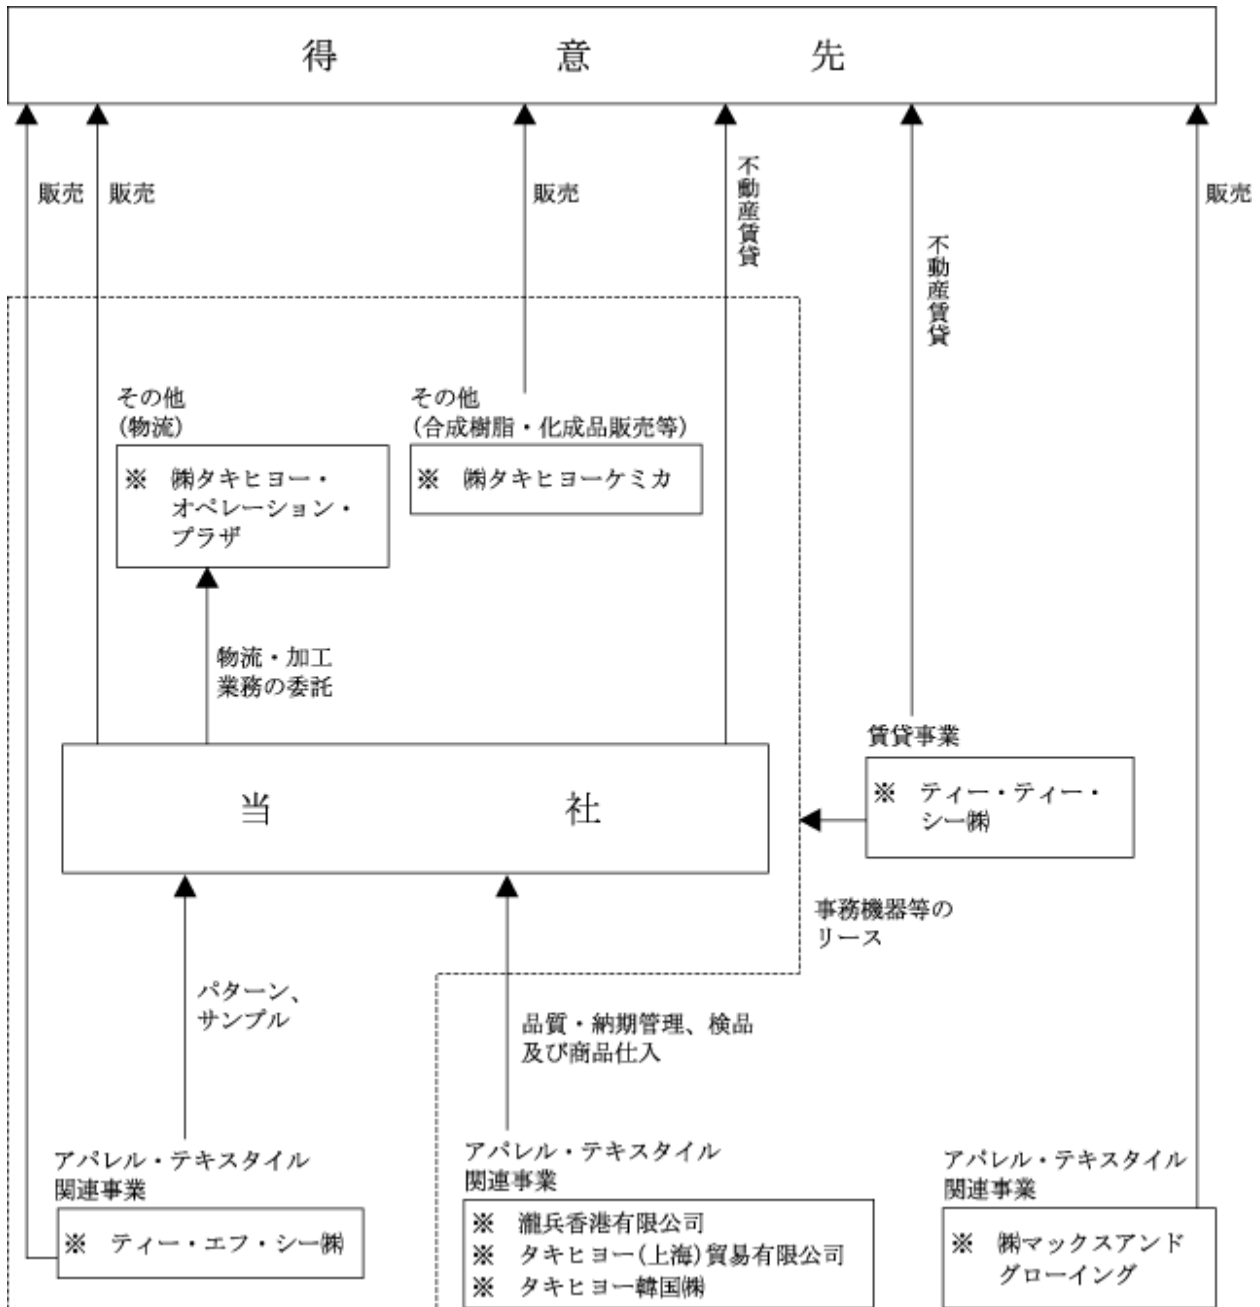 得意先
販売
販売
販売
不動産賃貸
不動産賃貸
販売
その他
(物流)
※ ㈱タキヒヨー・
オペレーション・
プラザ
その他
(合成樹脂・化成品販売等)
※ ㈱タキヒヨーケミカ
物流・加工
業務の委託
当社
賃貸事業
※ ティー・ティー・
シー㈱
事務機器等の
リース
パターン、
サンプル
品質・納期管理、検品
及び商品仕入
アパレル・テキスタイル
関連事業
※ ティー・エフ・シー㈱
アパレル・テキスタイル
関連事業
※ 瀧兵香港有限公司
※ タキヒヨー(上海)貿易有限公司
※ タキヒヨー韓国㈱
アパレル・テキスタイル
関連事業
※ ㈱マックスアンド
グローイング